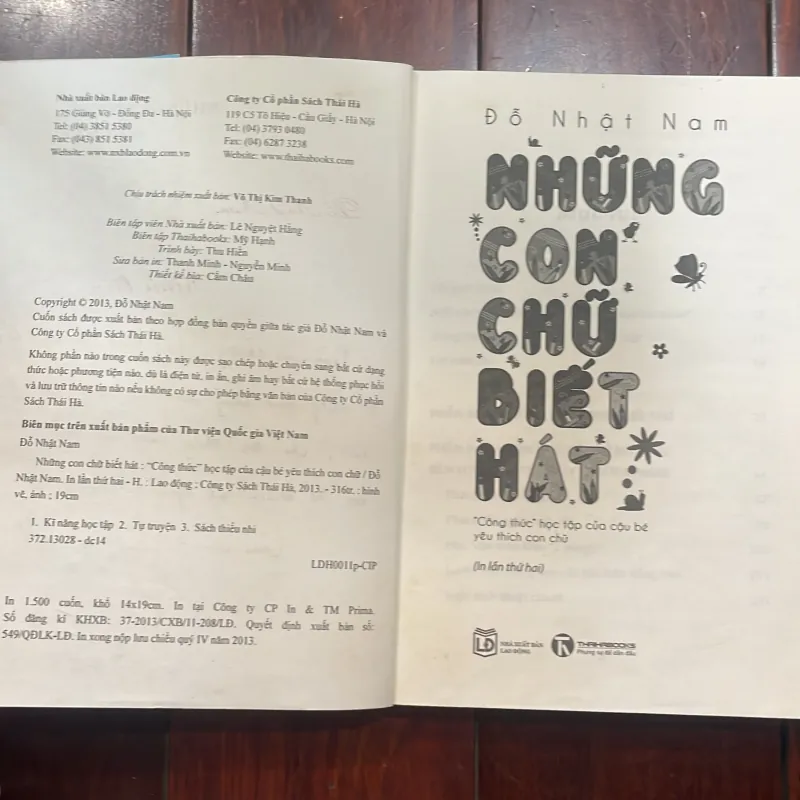 Nhà xuất bản Lao động
175 Giảng Võ - Đống Đa - Hà Nội
Tel: (04) 3851 5380
Fax: (043) 851 5381
Website: www.nxblaodong.com.vn
Công ty Cổ phần Sách Thái Hà
119 C5 Tô Hiệu - Cầu Giấy - Hà Nội
Tel: (04) 3793 0480
Fax: (04) 6287 3238
Website: www.thaihabooks.com
Chịu trách nhiệm xuất bản: Võ Thị Kim Thanh
Biên tập viên Nhà xuất bản: Lê Nguyệt Hằng
Biên tập Thaihabooks: Mỹ Hạnh
Trình bày: Thu Hiền
Sửa bản in: Thanh Minh - Nguyễn Minh
Thiết kế bìa: Cẩm Châu
Copyright © 2013, Đỗ Nhật Nam
Cuốn sách được xuất bản theo hợp đồng bản quyền giữa tác giả Đỗ Nhật Nam và
Công ty Cổ phần Sách Thái Hà.
Không phần nào trong cuốn sách này được sao chép hoặc chuyển sang bất cứ dạng
thức hoặc phương tiện nào, dù là điện tử, in ấn, ghi âm hay bất cứ hệ thống phục hồi
và lưu trữ thông tin nào nếu không có sự cho phép bằng văn bản của Công ty Cổ phần
Sách Thái Hà.
Biên mục trên xuất bản phẩm của Thư viện Quốc gia Việt Nam
Đỗ Nhật Nam
Những con chữ biết hát : “Công thức” học tập của cậu bé yêu thích con chữ / Đỗ
Nhật Nam. In lần thứ hai - H. : Lao động ; Công ty Sách Thái Hà, 2013. - 316tr. : hình
vẽ, ảnh ; 19cm
1. Kĩ năng học tập 2. Tự truyện 3. Sách thiếu nhi
372.13028 - dc14
LDH0011p-CIP
In 1.500 cuốn, khổ 14x19cm. In tại Công ty CP In & TM Prima.
Số đăng kí KHXB: 37-2013/CXB/11-208/LĐ. Quyết định xuất bản số:
549/QĐLK-LĐ. In xong nộp lưu chiểu quý IV năm 2013.
Đỗ Nhật Nam
NHỮNG
CON
CHỮ
BIẾT
HÁT
"Công thức" học tập của cậu bé
yêu thích con chữ
(In lần thứ hai)
LĐ NHÀ XUẤT BẢN
LAO ĐỘNG
THAIHABOOKS
Phụng sự để dẫn đầu